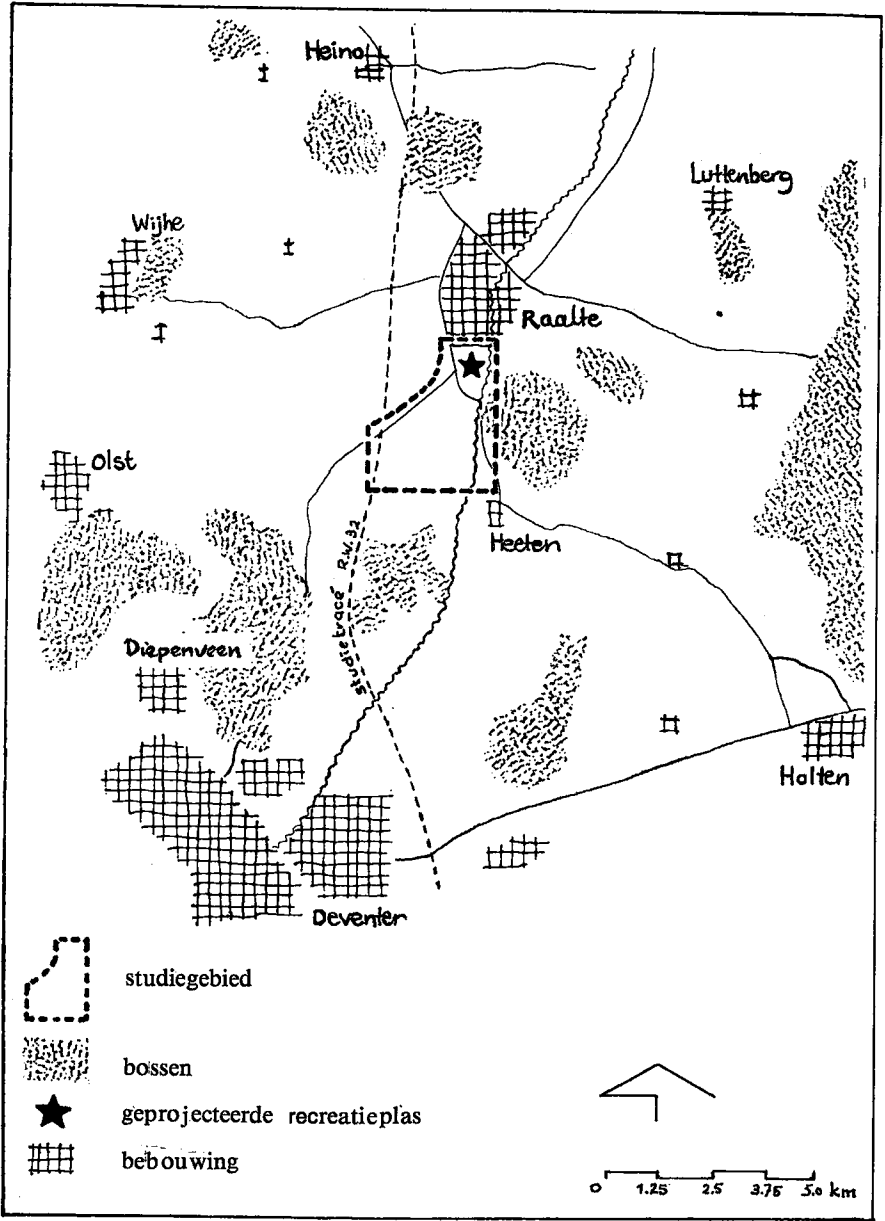 Heino
Luttenberg
Wijhe
Raalte
Olst
Heeten
studietracé R.W. 32
Diepenveen
Holten
Deventer
studiegebied
bossen
geprojecteerde recreatieplas
bebouwing
0 1.25 2.5 3.75 5.0 km